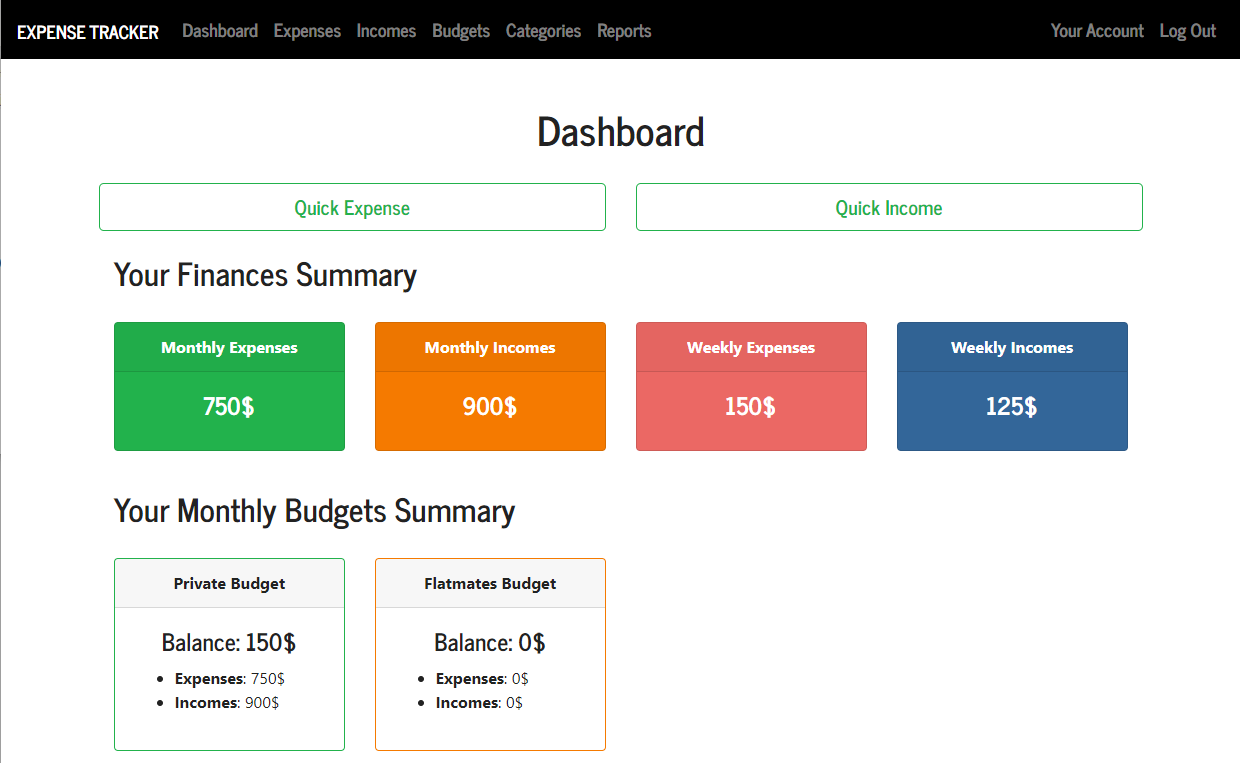 EXPENSE TRACKER Dashboard Expenses Incomes Budgets Categories Reports Your Account Log Out
Dashboard
Quick Expense Quick Income
Your Finances Summary
Monthly Expenses Monthly Incomes Weekly Expenses Weekly Incomes
750$ 900$ 150$ 125$
Your Monthly Budgets Summary
Private Budget Flatmates Budget
Balance: 150$ Balance: 0$
• Expenses: 750$ • Expenses: 0$
• Incomes: 900$ • Incomes: 0$